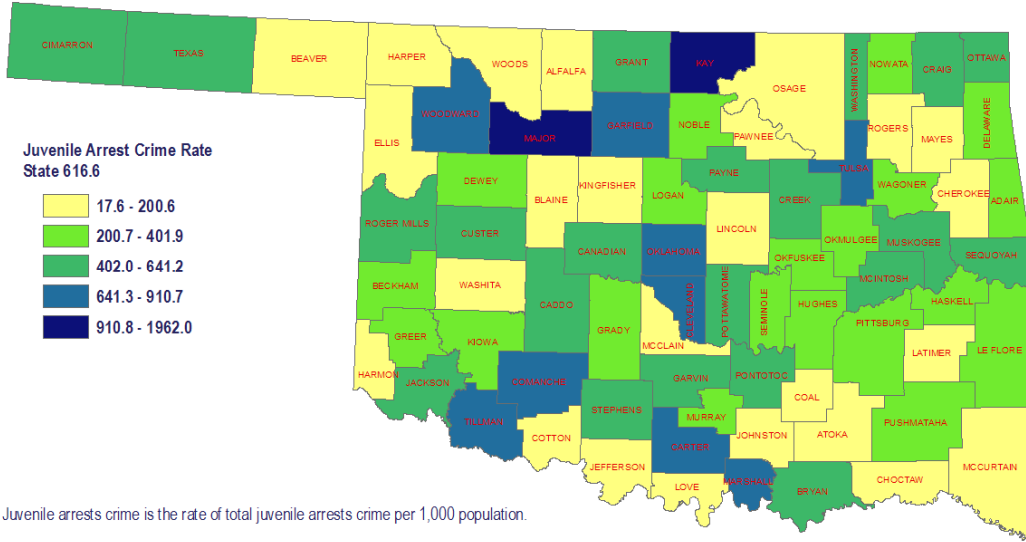 CIMARRON
TEXAS
BEAVER
HARPER
WOODS
ALFALFA
GRANT
KAY
OSAGE
WASHINGTON
NOWATA
CRAIG
OTTAWA
DELAWARE
WOODWARD
MAJOR
GARFIELD
NOBLE
PAWNEE
ROGERS
MAYES
ELLIS
Juvenile Arrest Crime Rate
State 616.6
17.6 - 200.6
200.7 - 401.9
402.0 - 641.2
641.3 - 910.7
910.8 - 1962.0
DEWEY
BLAINE
KINGFISHER
LOGAN
PAYNE
TULSA
CREEK
WAGONER
CHEROKEE
ADAIR
ROGER MILLS
CUSTER
CANADIAN
OKLAHOMA
LINCOLN
OKMULGEE
MUSKOGEE
SEQUOYAH
OKFUSKEE
MCINTOSH
BECKHAM
WASHITA
CADDO
GRADY
CLEVELAND
POTTAWATOME
SEMINOLE
HUGHES
PITTSBURG
HASKELL
MCCLAIN
LATIMER
LE FLORE
GREER
KIOWA
HARMON
JACKSON
COMANCHE
GARVIN
PONTOTOC
COAL
STEPHENS
MURRAY
TILLMAN
COTTON
CARTER
JOHNSTON
ATOKA
PUSHMATAHA
JEFFERSON
LOVE
MARSHALL
BRYAN
CHOCTAW
MCCURTAIN
Juvenile arrests crime is the rate of total juvenile arrests crime per 1,000 population.